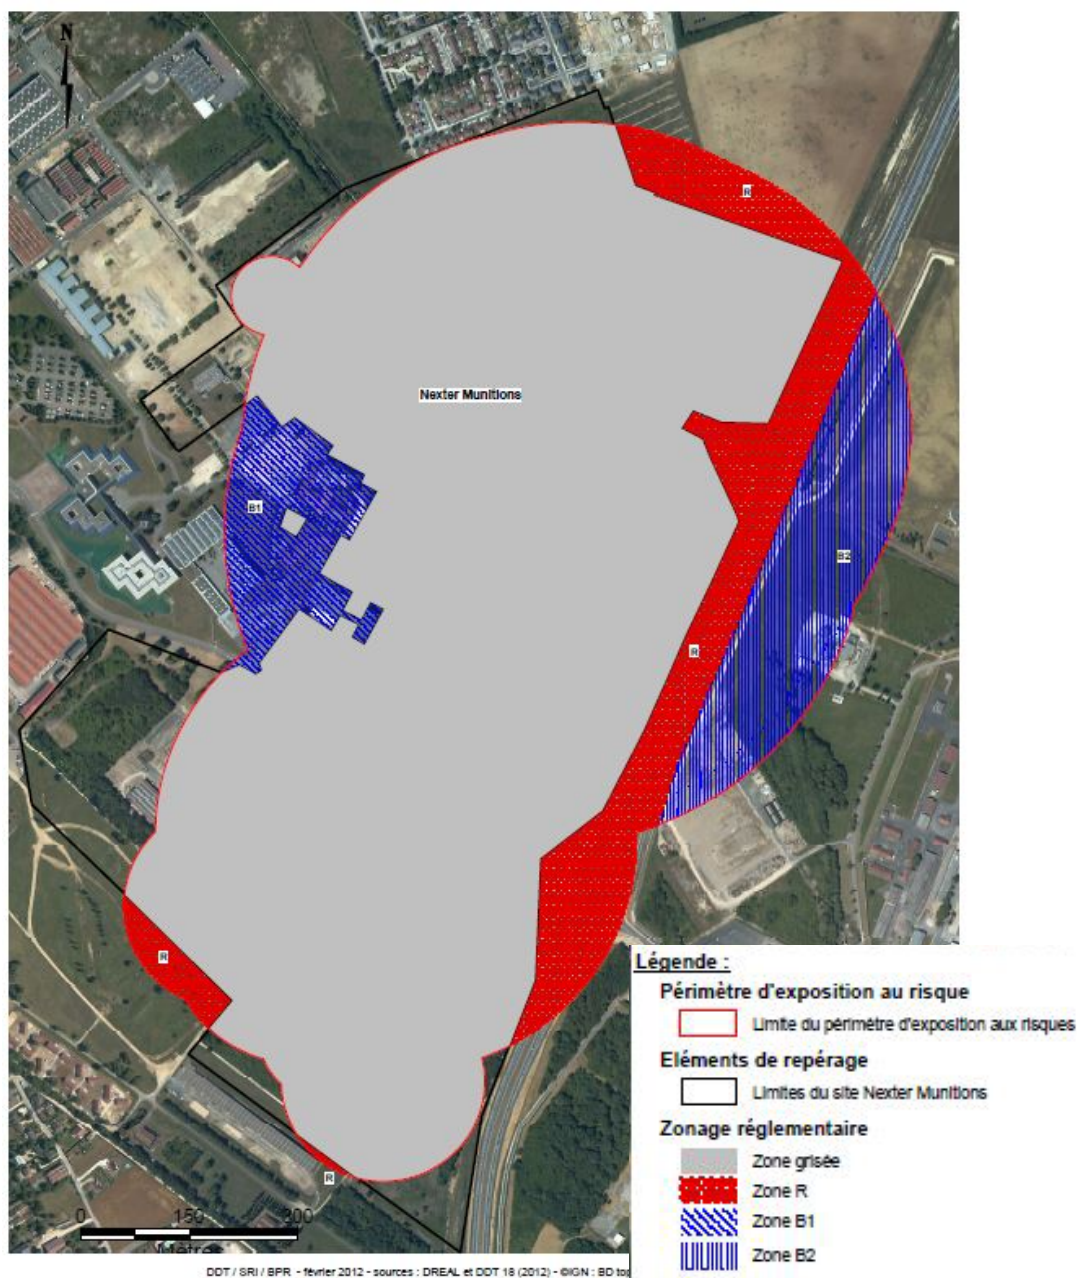 N
R
Nexter Munitions
B1
B2
R
R
R
0 150 300
Mètres
Légende :
Périmètre d'exposition au risque
Limite du périmètre d'exposition aux risques
Eléments de repérage
Limites du site Nexter Munitions
Zonage réglementaire
Zone grisée
Zone R
Zone B1
Zone B2
DDT / SRI / BPR - février 2012 - sources : DREAL et DDT 18 (2012) - ©IGN : BD